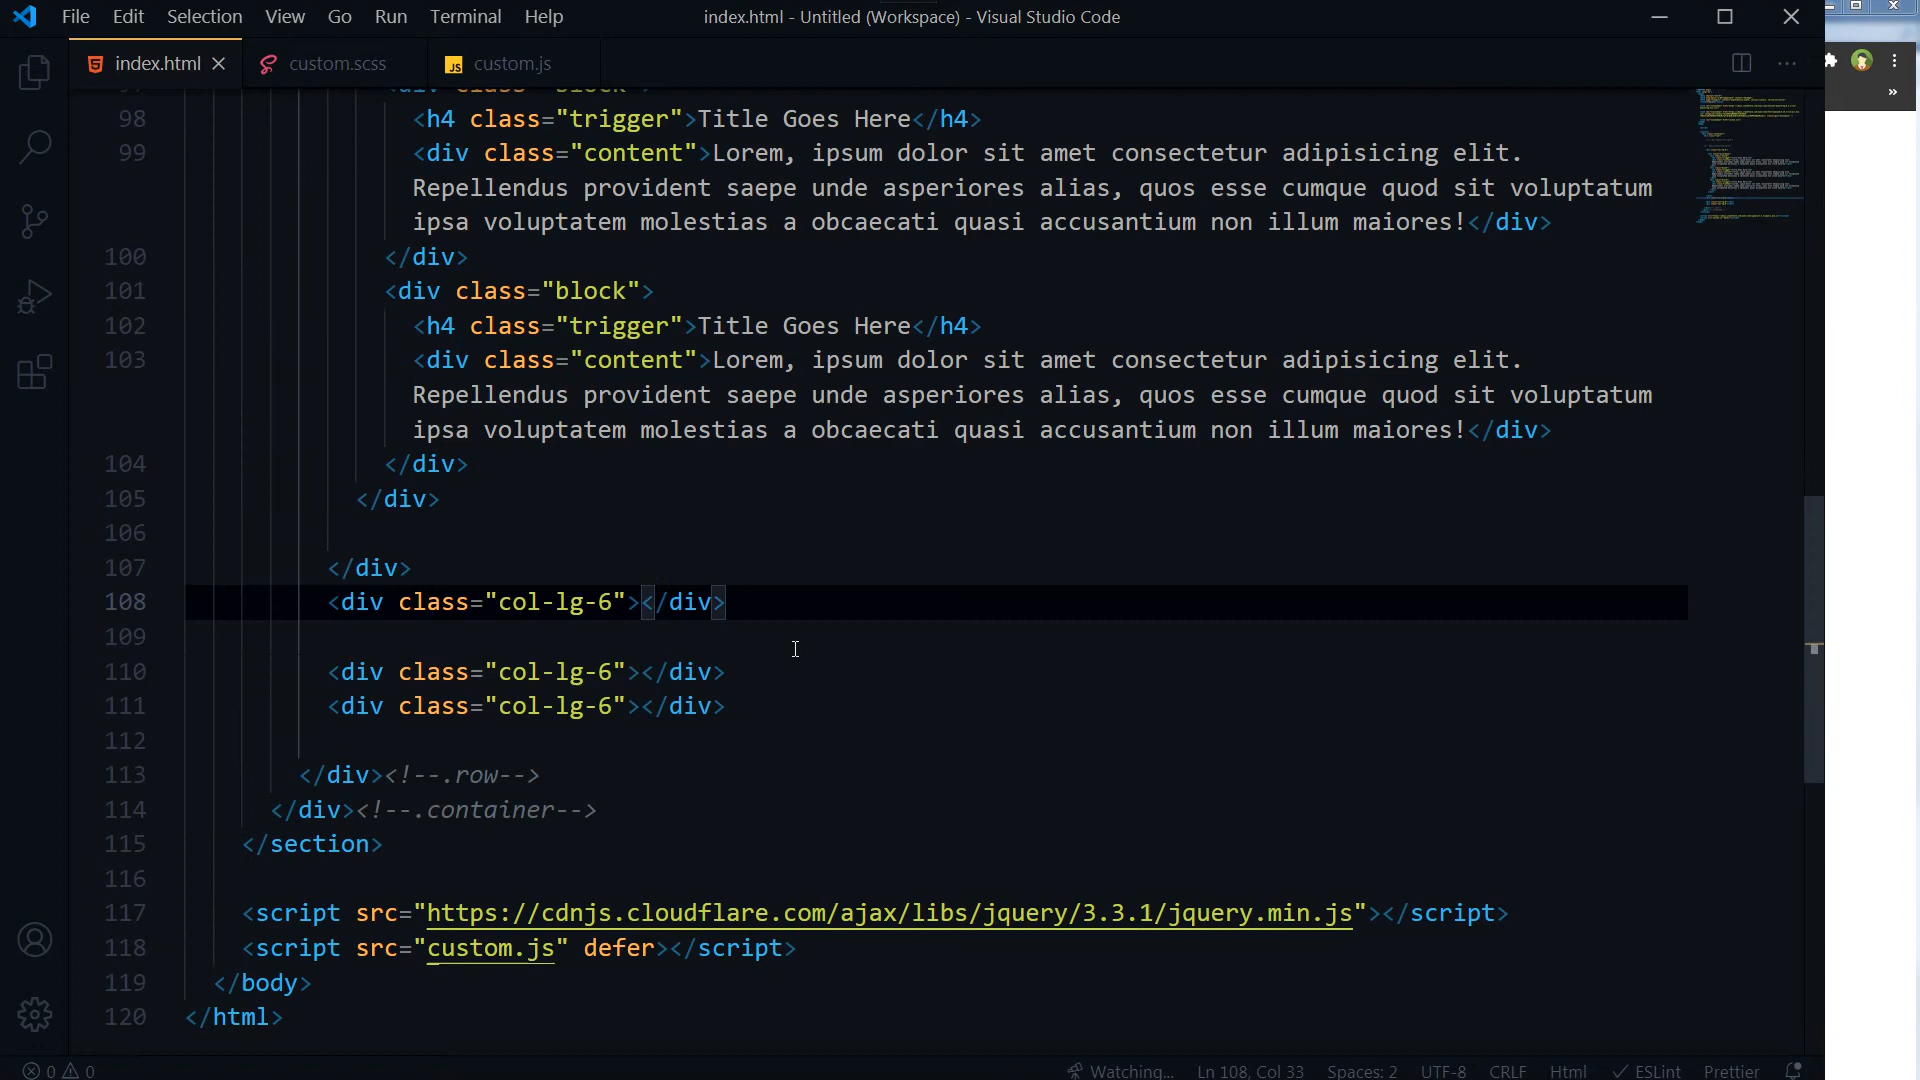 File Edit Selection View Go Run Terminal Help index.html - Untitled (Workspace) - Visual Studio Code
index.html custom.scss JS custom.js
97 <div class="block">
98 <h4 class="trigger">Title Goes Here</h4>
99 <div class="content">Lorem, ipsum dolor sit amet consectetur adipisicing elit.
Repellendus provident saepe unde asperiores alias, quos esse cumque quod sit voluptatum
ipsa voluptatem molestias a obcaecati quasi accusantium non illum maiores!</div>
100 </div>
101 <div class="block">
102 <h4 class="trigger">Title Goes Here</h4>
103 <div class="content">Lorem, ipsum dolor sit amet consectetur adipisicing elit.
Repellendus provident saepe unde asperiores alias, quos esse cumque quod sit voluptatum
ipsa voluptatem molestias a obcaecati quasi accusantium non illum maiores!</div>
104 </div>
105 </div>
106
107 </div>
108 <div class="col-lg-6"></div>
109
110 <div class="col-lg-6"></div>
111 <div class="col-lg-6"></div>
112
113 </div><!--.row-->
114 </div><!--.container-->
115 </section>
116
117 <script src="https://cdnjs.cloudflare.com/ajax/libs/jquery/3.3.1/jquery.min.js"></script>
118 <script src="custom.js" defer></script>
119 </body>
120 </html>
0 0 Watching... Ln 108, Col 33 Spaces: 2 UTF-8 CRLF Html ESLint Prettier